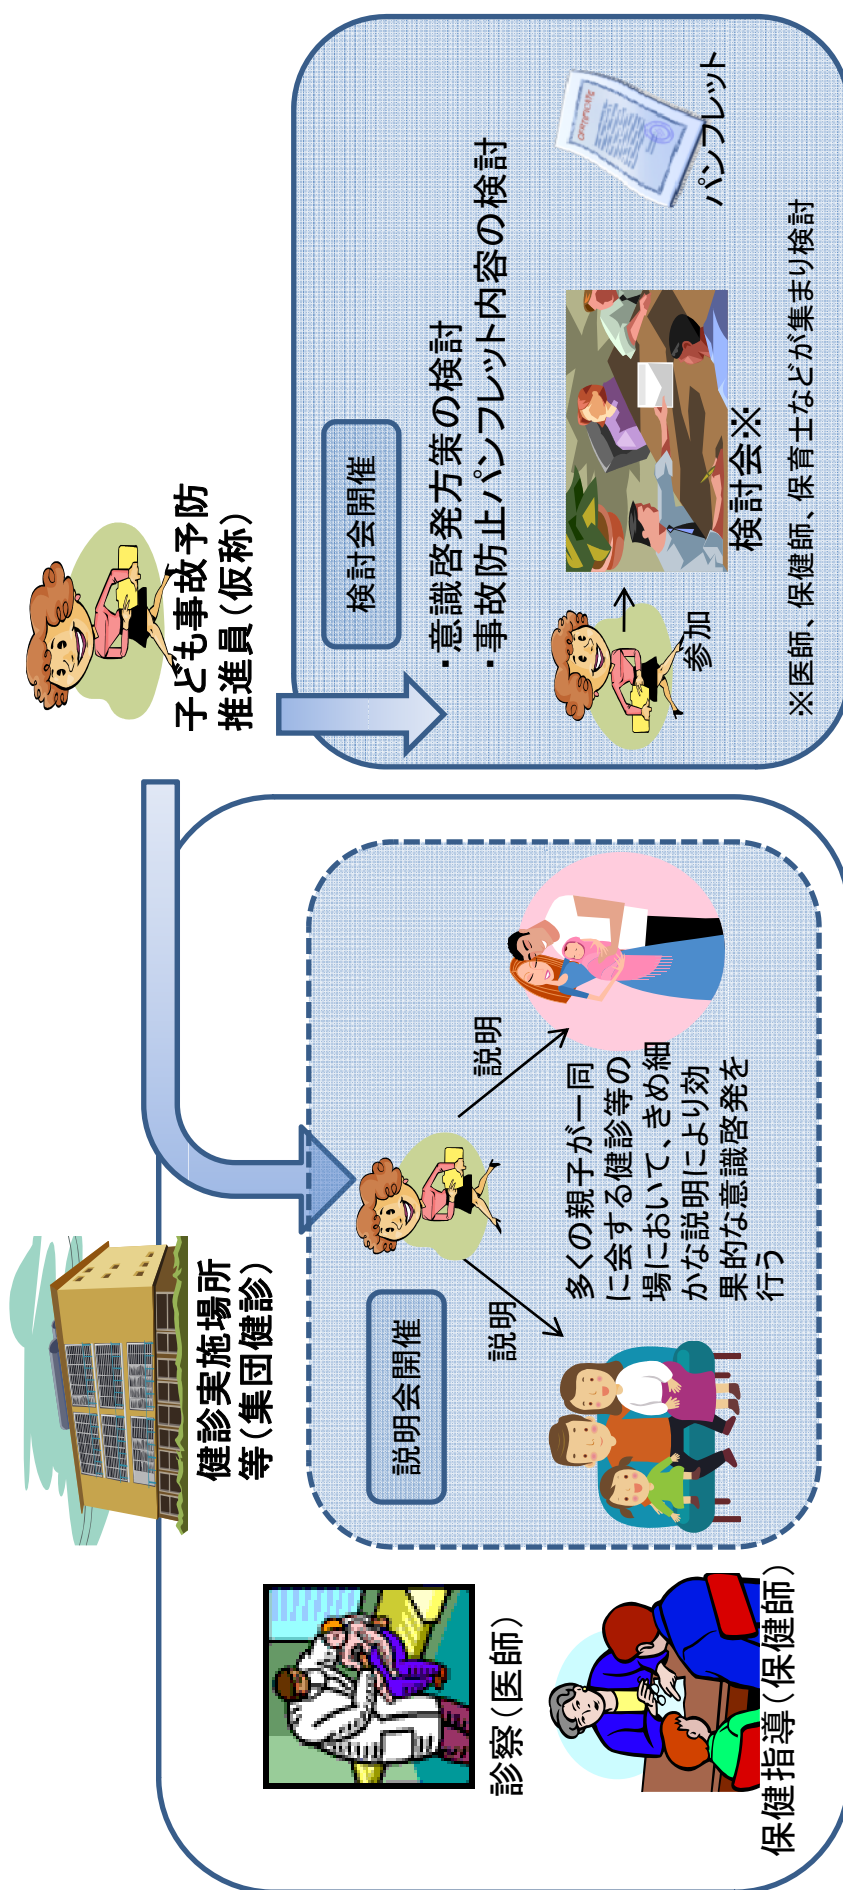 健診実施場所
等（集団健診）
診察（医師）
保健指導（保健師）
説明会開催
説明
説明
多くの親子が一同
に会する健診等の
場において、きめ細
かな説明により効
果的な意識啓発を
行う
子ども事故予防
推進員（仮称）
検討会開催
・意識啓発方策の検討
・事故防止パンフレット内容の検討
参加
検討会※
CERTIFICATE
パンフレット
※医師、保健師、保育士などが集まり検討